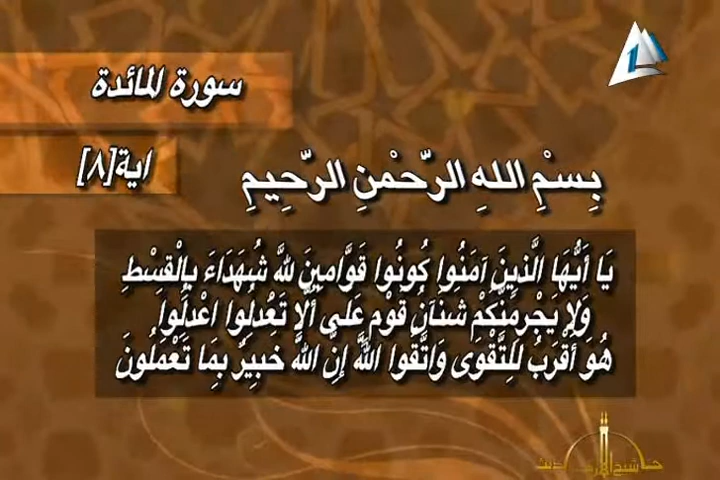 سورة المائدة
اية[٨]
بِسْمِ اللهِ الرَّحْمٰنِ الرَّحِيمِ
يَا أَيُّهَا الَّذِينَ آمَنُوا كُونُوا قَوَّامِينَ لِلَّهِ شُهَدَاءَ بِالْقِسْطِ
وَلَا يَجْرِمَنَّكُمْ شَنَآنُ قَوْمٍ عَلَى أَلَّا تَعْدِلُوا اعْدِلُوا
هُوَ أَقْرَبُ لِلتَّقْوَى وَاتَّقُوا اللَّهَ إِنَّ اللَّهَ خَبِيرٌ بِمَا تَعْمَلُونَ